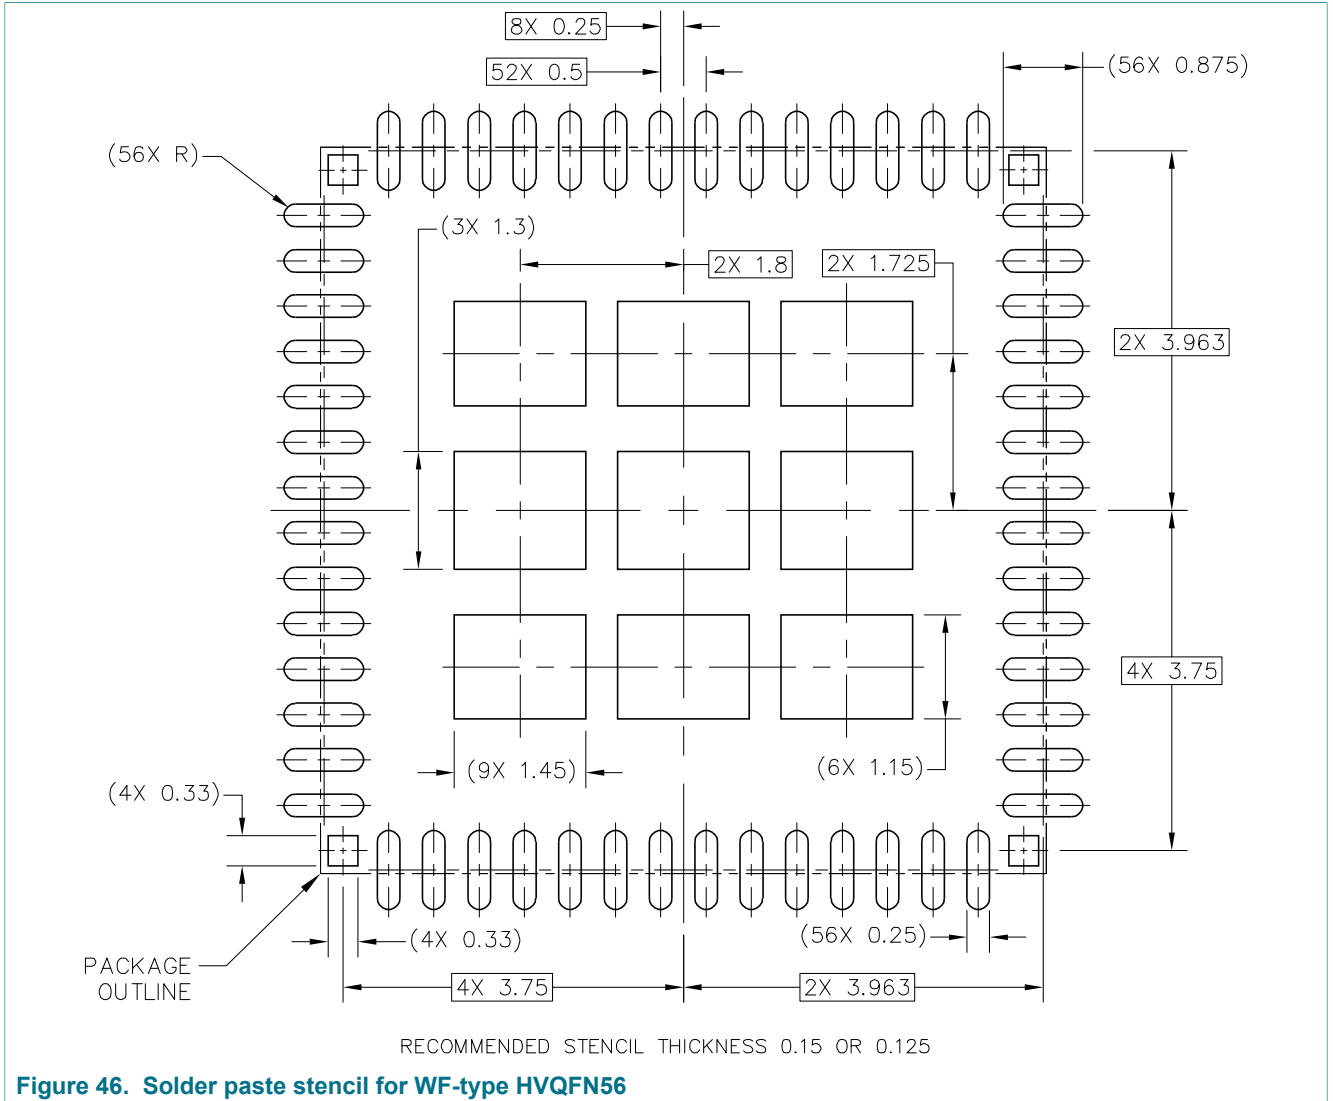 8X 0.25
52X 0.5
(56X 0.875)
(56X R)
(3X 1.3)
2X 1.8
2X 1.725
2X 3.963
4X 3.75
(9X 1.45)
(6X 1.15)
(4X 0.33)
(4X 0.33)
(56X 0.25)
PACKAGE
OUTLINE
4X 3.75
2X 3.963
RECOMMENDED STENCIL THICKNESS 0.15 OR 0.125
Figure 46. Solder paste stencil for WF-type HVQFN56